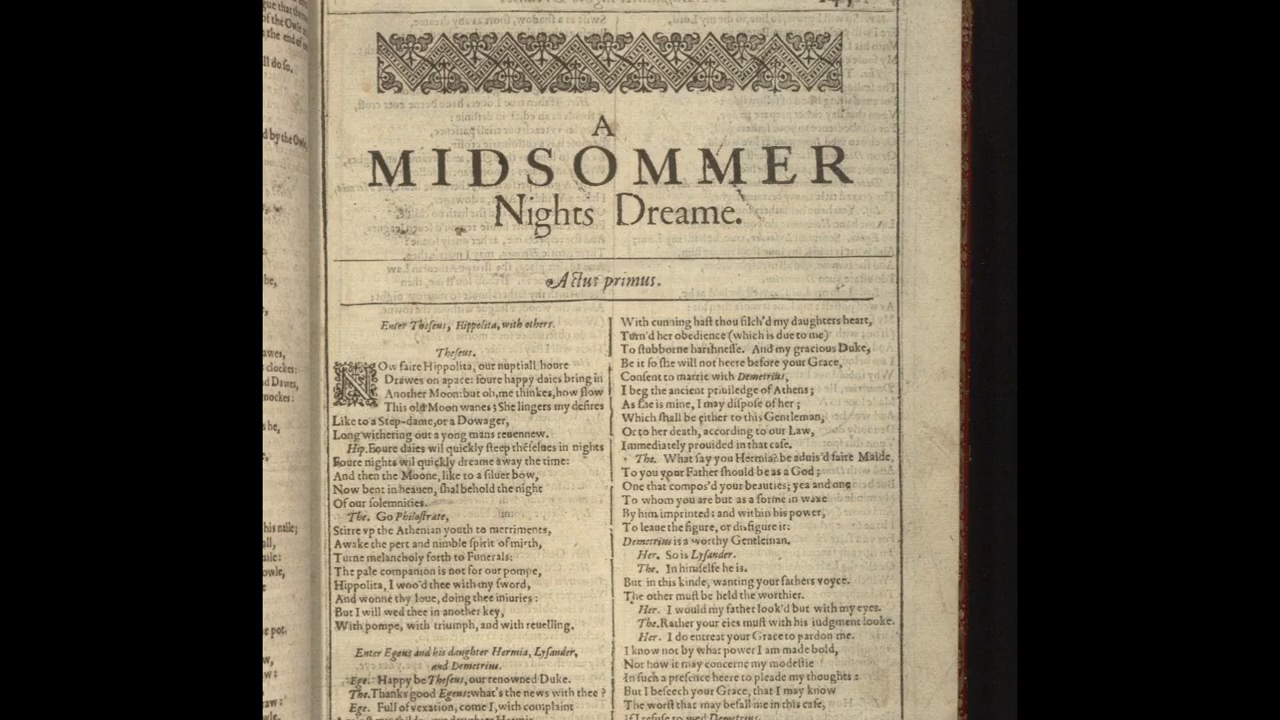 A
MIDSOMMER
Nights Dreame.
Actus primus.
Enter Theseus, Hippolita, with others.
Theseus.
NOw faire Hippolita, our nuptiall houre
Drawes on apace: foure happy daies bring in
Another Moon: but oh, me thinkes, how slow
This old Moon wanes; She lingers my desires
Like to a Step-dame, or a Dowager,
Long withering out a yong mans reuennew.
Hip. Foure daies wil quickly steep thēselues in nights
Foure nights wil quickly dreame away the time:
And then the Moone, like to a siluer bow,
Now bent in heauen, shal behold the night
Of our solemnities.
The. Go Philostrate,
Stirre vp the Athenian youth to merriments,
Awake the pert and nimble spirit of mirth,
Turne melancholy forth to Funerals:
The pale companion is not for our pompe,
Hippolita, I woo'd thee with my sword,
And wonne thy loue, doing thee iniuries:
But I will wed thee in another key,
With pompe, with triumph, and with reuelling.
Enter Egeus and his daughter Hermia, Lysander,
and Demetrius.
Ege. Happy be Theseus, our renowned Duke.
The. Thanks good Egeus: what's the news with thee?
Ege. Full of vexation, come I, with complaint
With cunning hast thou filch'd my daughters heart,
Turn'd her obedience (which is due to me)
To stubborne harshnesse. And my gracious Duke,
Be it so she will not heere before your Grace,
Consent to marrie with Demetrius,
I beg the ancient priuiledge of Athens;
As she is mine, I may dispose of her;
Which shall be either to this Gentleman,
Or to her death, according to our Law,
Immediately prouided in that case.
The. What say you Hermia? be aduis'd faire Maide,
To you your Father should be as a God;
One that compos'd your beauties; yea and one
To whom you are but as a forme in waxe
By him imprinted: and within his power,
To leaue the figure, or disfigure it:
Demetrius is a worthy Gentleman.
Her. So is Lysander.
The. In himselfe he is.
But in this kinde, wanting your fathers voyce.
The other must be held the worthier.
Her. I would my father look'd but with my eyes.
The. Rather your eies must with his iudgment looke.
Her. I do entreat your Grace to pardon me.
I know not by what power I am made bold,
Nor how it may concerne my modestie
In such a presence heere to pleade my thoughts:
But I beseech your Grace, that I may know
The worst that may befall me in this case,
If I refuse to wed Demetrius.